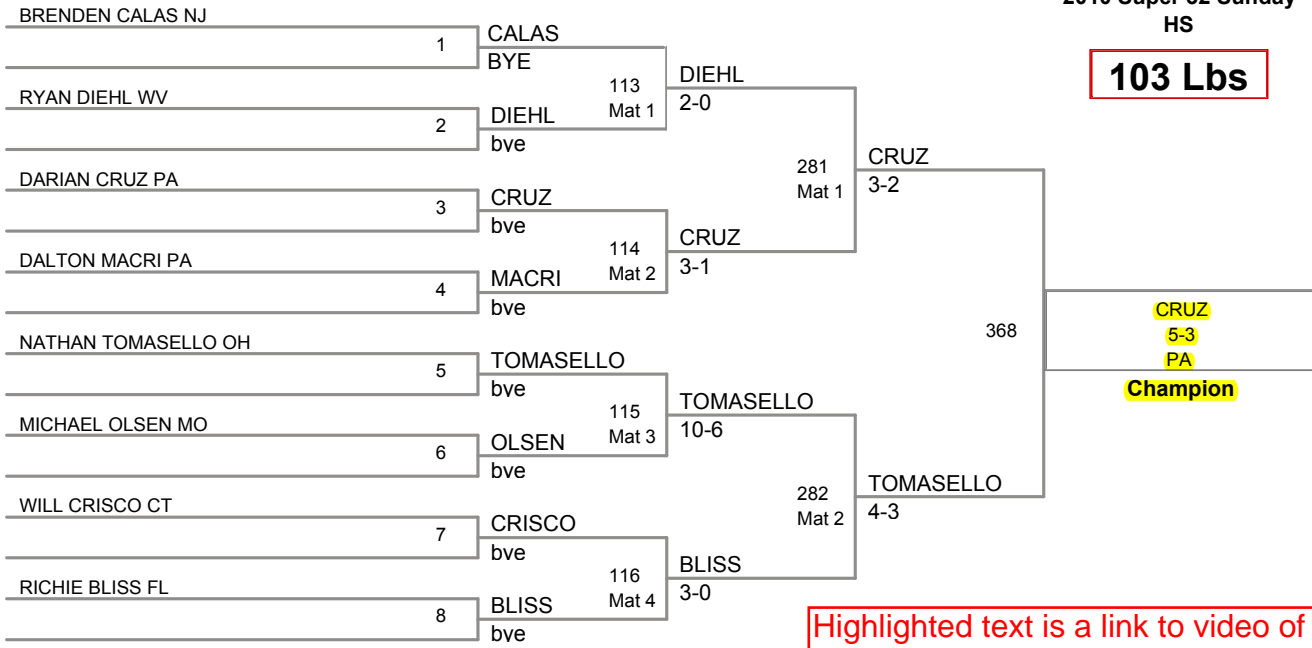 2010 Super 32 Sunday
HS
103 Lbs
BRENDEN CALAS NJ
1
CALAS
BYE
RYAN DIEHL WV
2
DIEHL
bye
113
Mat 1
DIEHL
2-0
DARIAN CRUZ PA
3
CRUZ
bye
DALTON MACRI PA
4
MACRI
bye
114
Mat 2
CRUZ
3-1
281
Mat 1
CRUZ
3-2
NATHAN TOMASELLO OH
5
TOMASELLO
bye
MICHAEL OLSEN MO
6
OLSEN
bye
115
Mat 3
TOMASELLO
10-6
WILL CRISCO CT
7
CRISCO
bye
RICHIE BLISS FL
8
BLISS
bye
116
Mat 4
BLISS
3-0
282
Mat 2
TOMASELLO
4-3
368
CRUZ
5-3
PA
Champion
Highlighted text is a link to video of